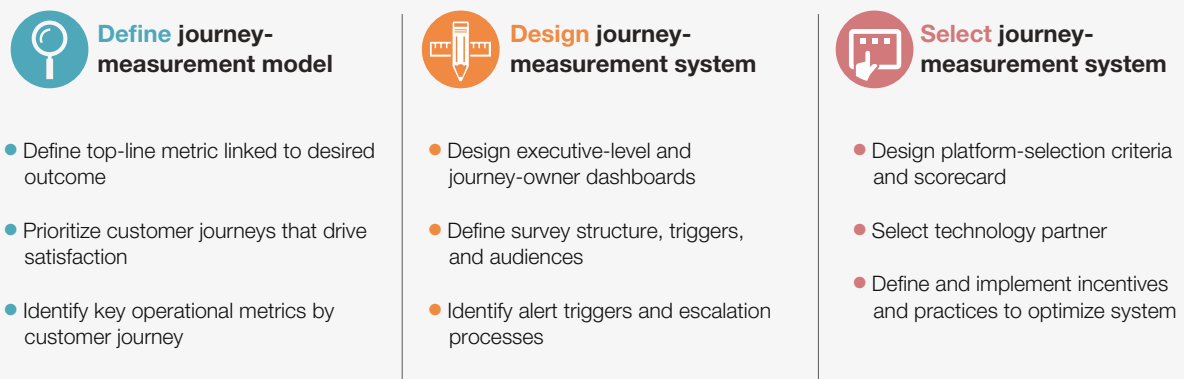 Define journey-
measurement model
Define top-line metric linked to desired
outcome
Prioritize customer journeys that drive
satisfaction
Identify key operational metrics by
customer journey
Design journey-
measurement system
Design executive-level and
journey-owner dashboards
Define survey structure, triggers,
and audiences
Identify alert triggers and escalation
processes
Select journey-
measurement system
Design platform-selection criteria
and scorecard
Select technology partner
Define and implement incentives
and practices to optimize system